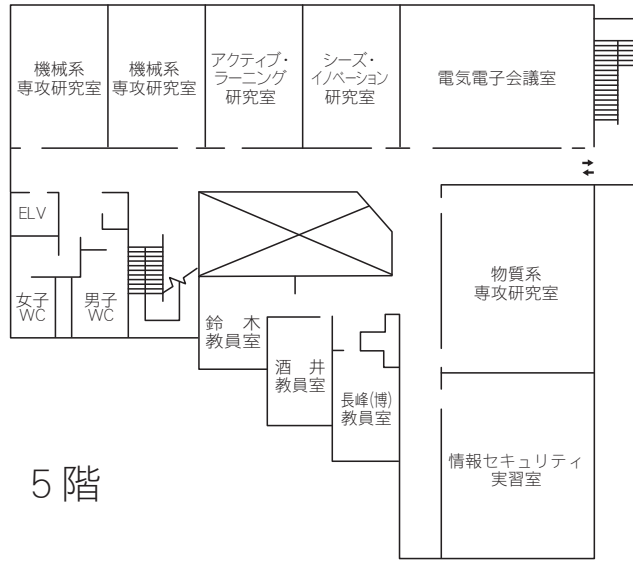 機械系
専攻研究室
機械系
専攻研究室
アクティブ・
ラーニング
研究室
シーズ・
イノベーション
研究室
電気電子会議室
ELV
女子
WC
男子
WC
鈴　木
教員室
酒　井
教員室
長峰(博)
教員室
物質系
専攻研究室
情報セキュリティ
実習室
5階